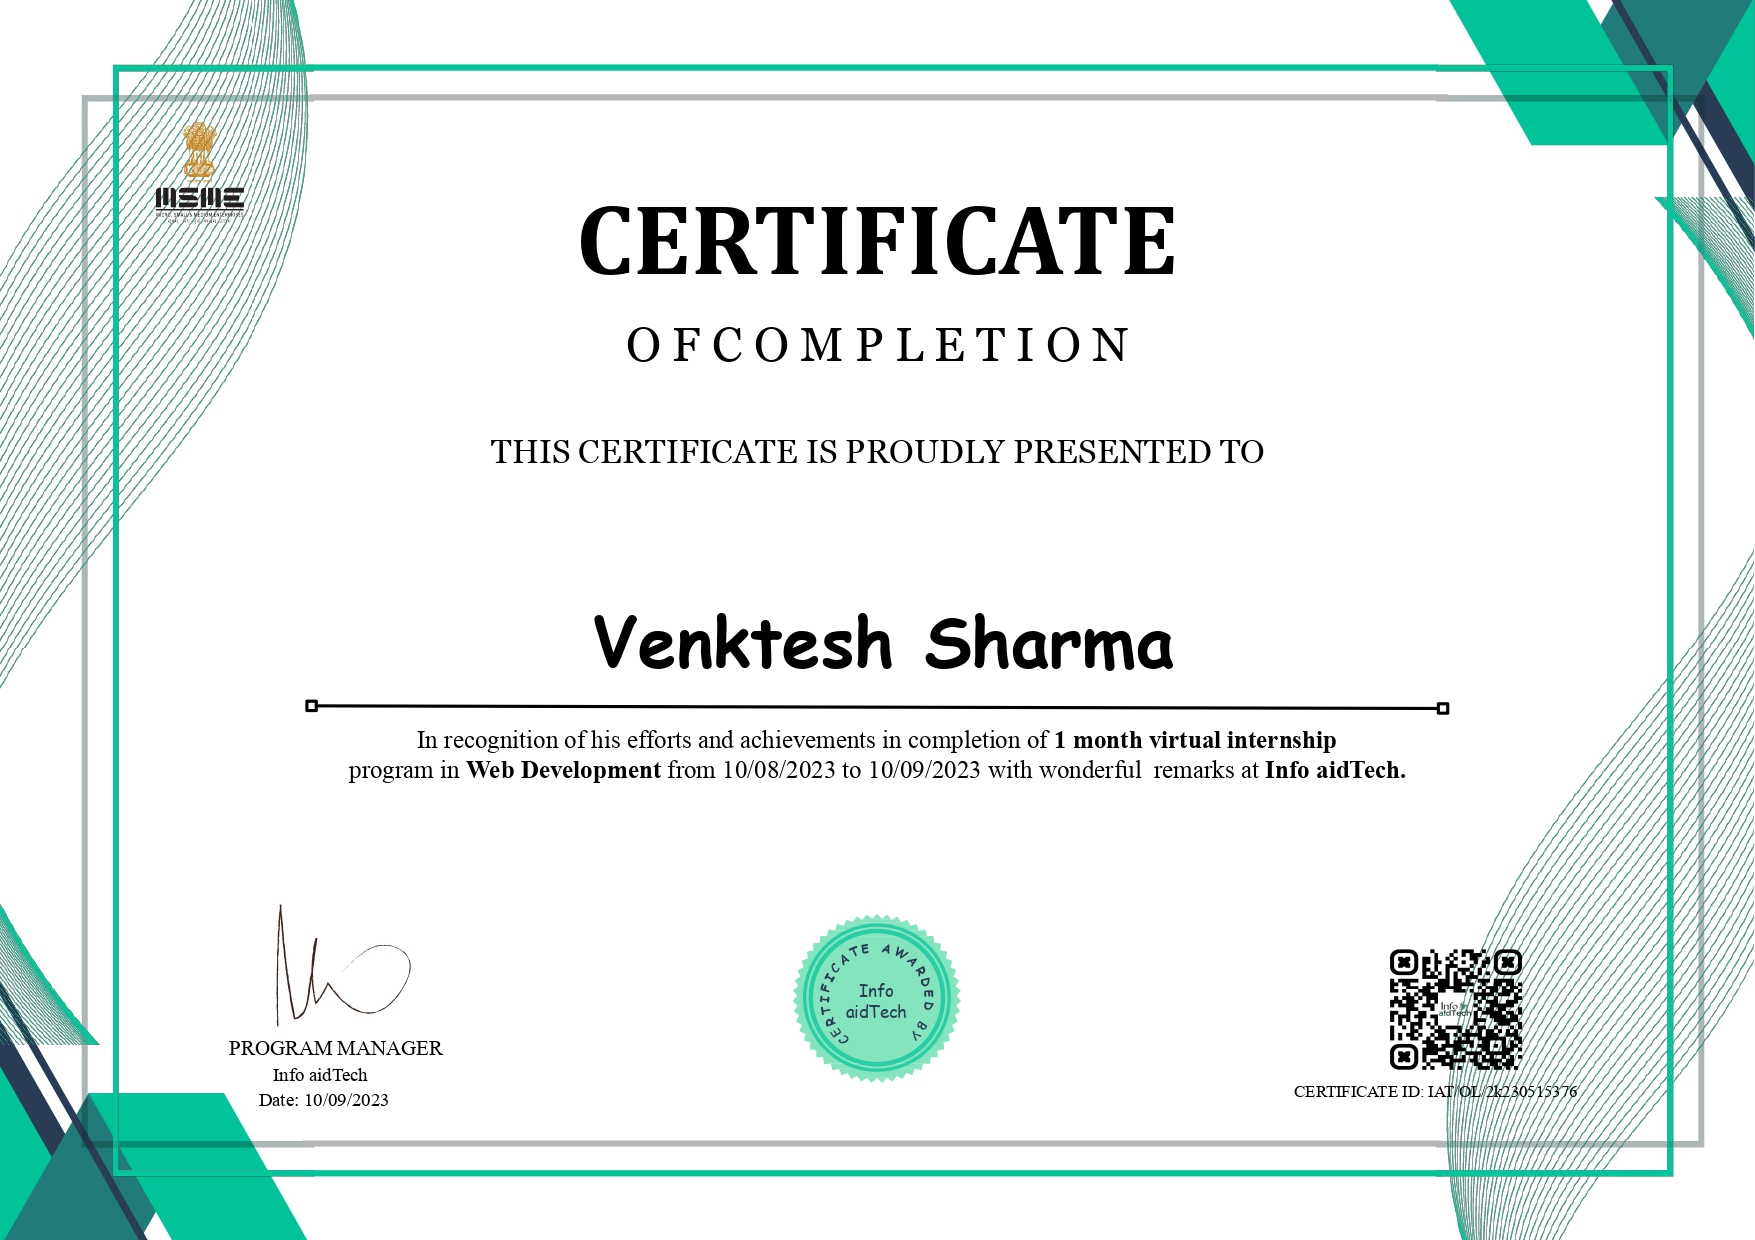 MSME
MICRO, SMALL & MEDIUM ENTERPRISES
CERTIFICATE
OFCOMPLETION
THIS CERTIFICATE IS PROUDLY PRESENTED TO
Venktesh Sharma
In recognition of his efforts and achievements in completion of 1 month virtual internship
program in Web Development from 10/08/2023 to 10/09/2023 with wonderful remarks at Info aidTech.
PROGRAM MANAGER
Info aidTech
Date: 10/09/2023
CERTIFICATE AWARDED BY
Info
aidTech
Info
aidTech
CERTIFICATE ID: IAT/OL/2k230515376